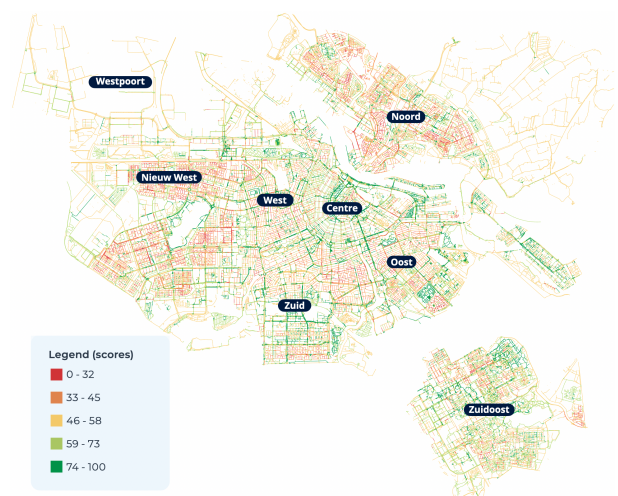 Westpoort
Noord
Nieuw West
West
Centre
Oost
Zuid
Legend (scores)
0 - 32
33 - 45
46 - 58
59 - 73
74 - 100
Zuidoost